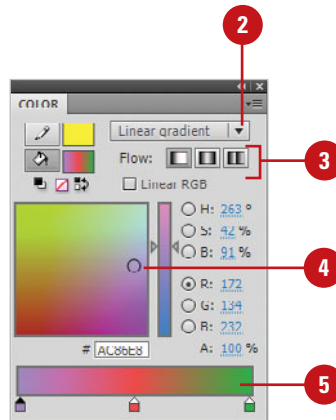 2
COLOR
Linear gradient
Flow:
3
Linear RGB
H: 263 °
S: 42 %
B: 91 %
4
R: 172
G: 134
B: 232
# AC86E8
A: 100 %
5